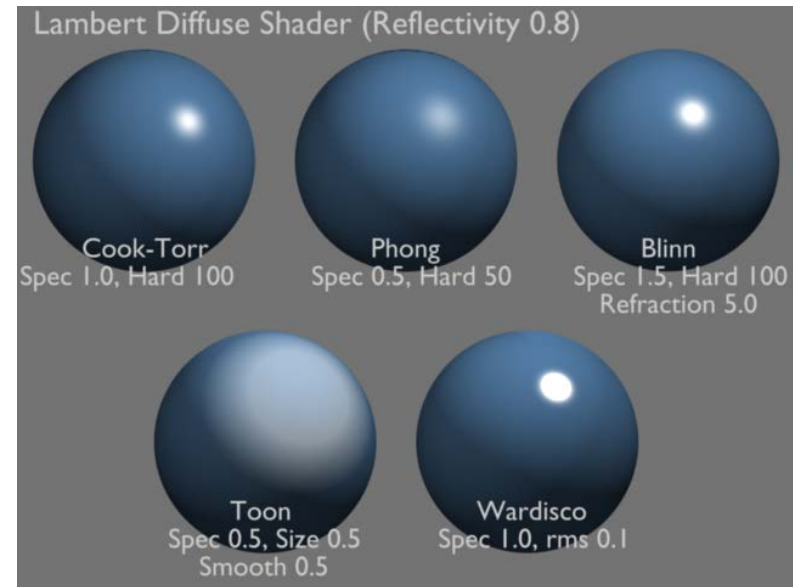 Lambert Diffuse Shader (Reflectivity 0.8)
Cook-Torr
Spec 1.0, Hard 100
Phong
Spec 0.5, Hard 50
Blinn
Spec 1.5, Hard 100
Refraction 5.0
Toon
Spec 0.5, Size 0.5
Smooth 0.5
Wardisco
Spec 1.0, rms 0.1